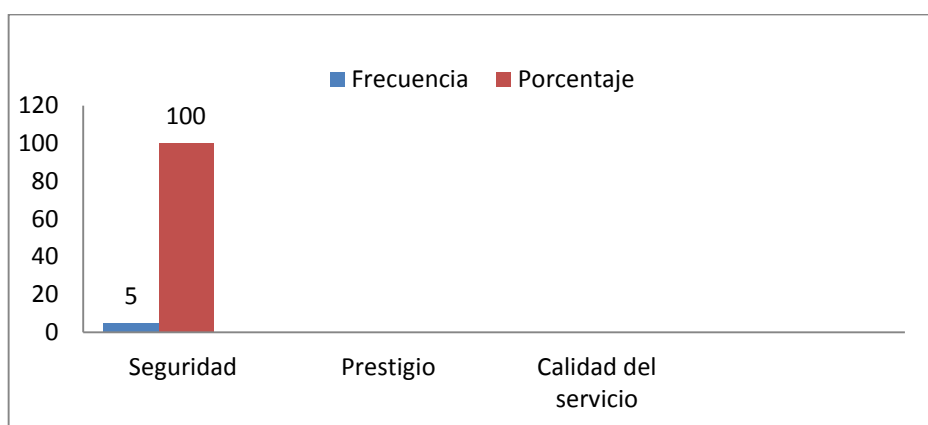 Frecuencia Porcentaje
120
100
80
60
40
20
0
100
5
Seguridad
Prestigio
Calidad del
servicio